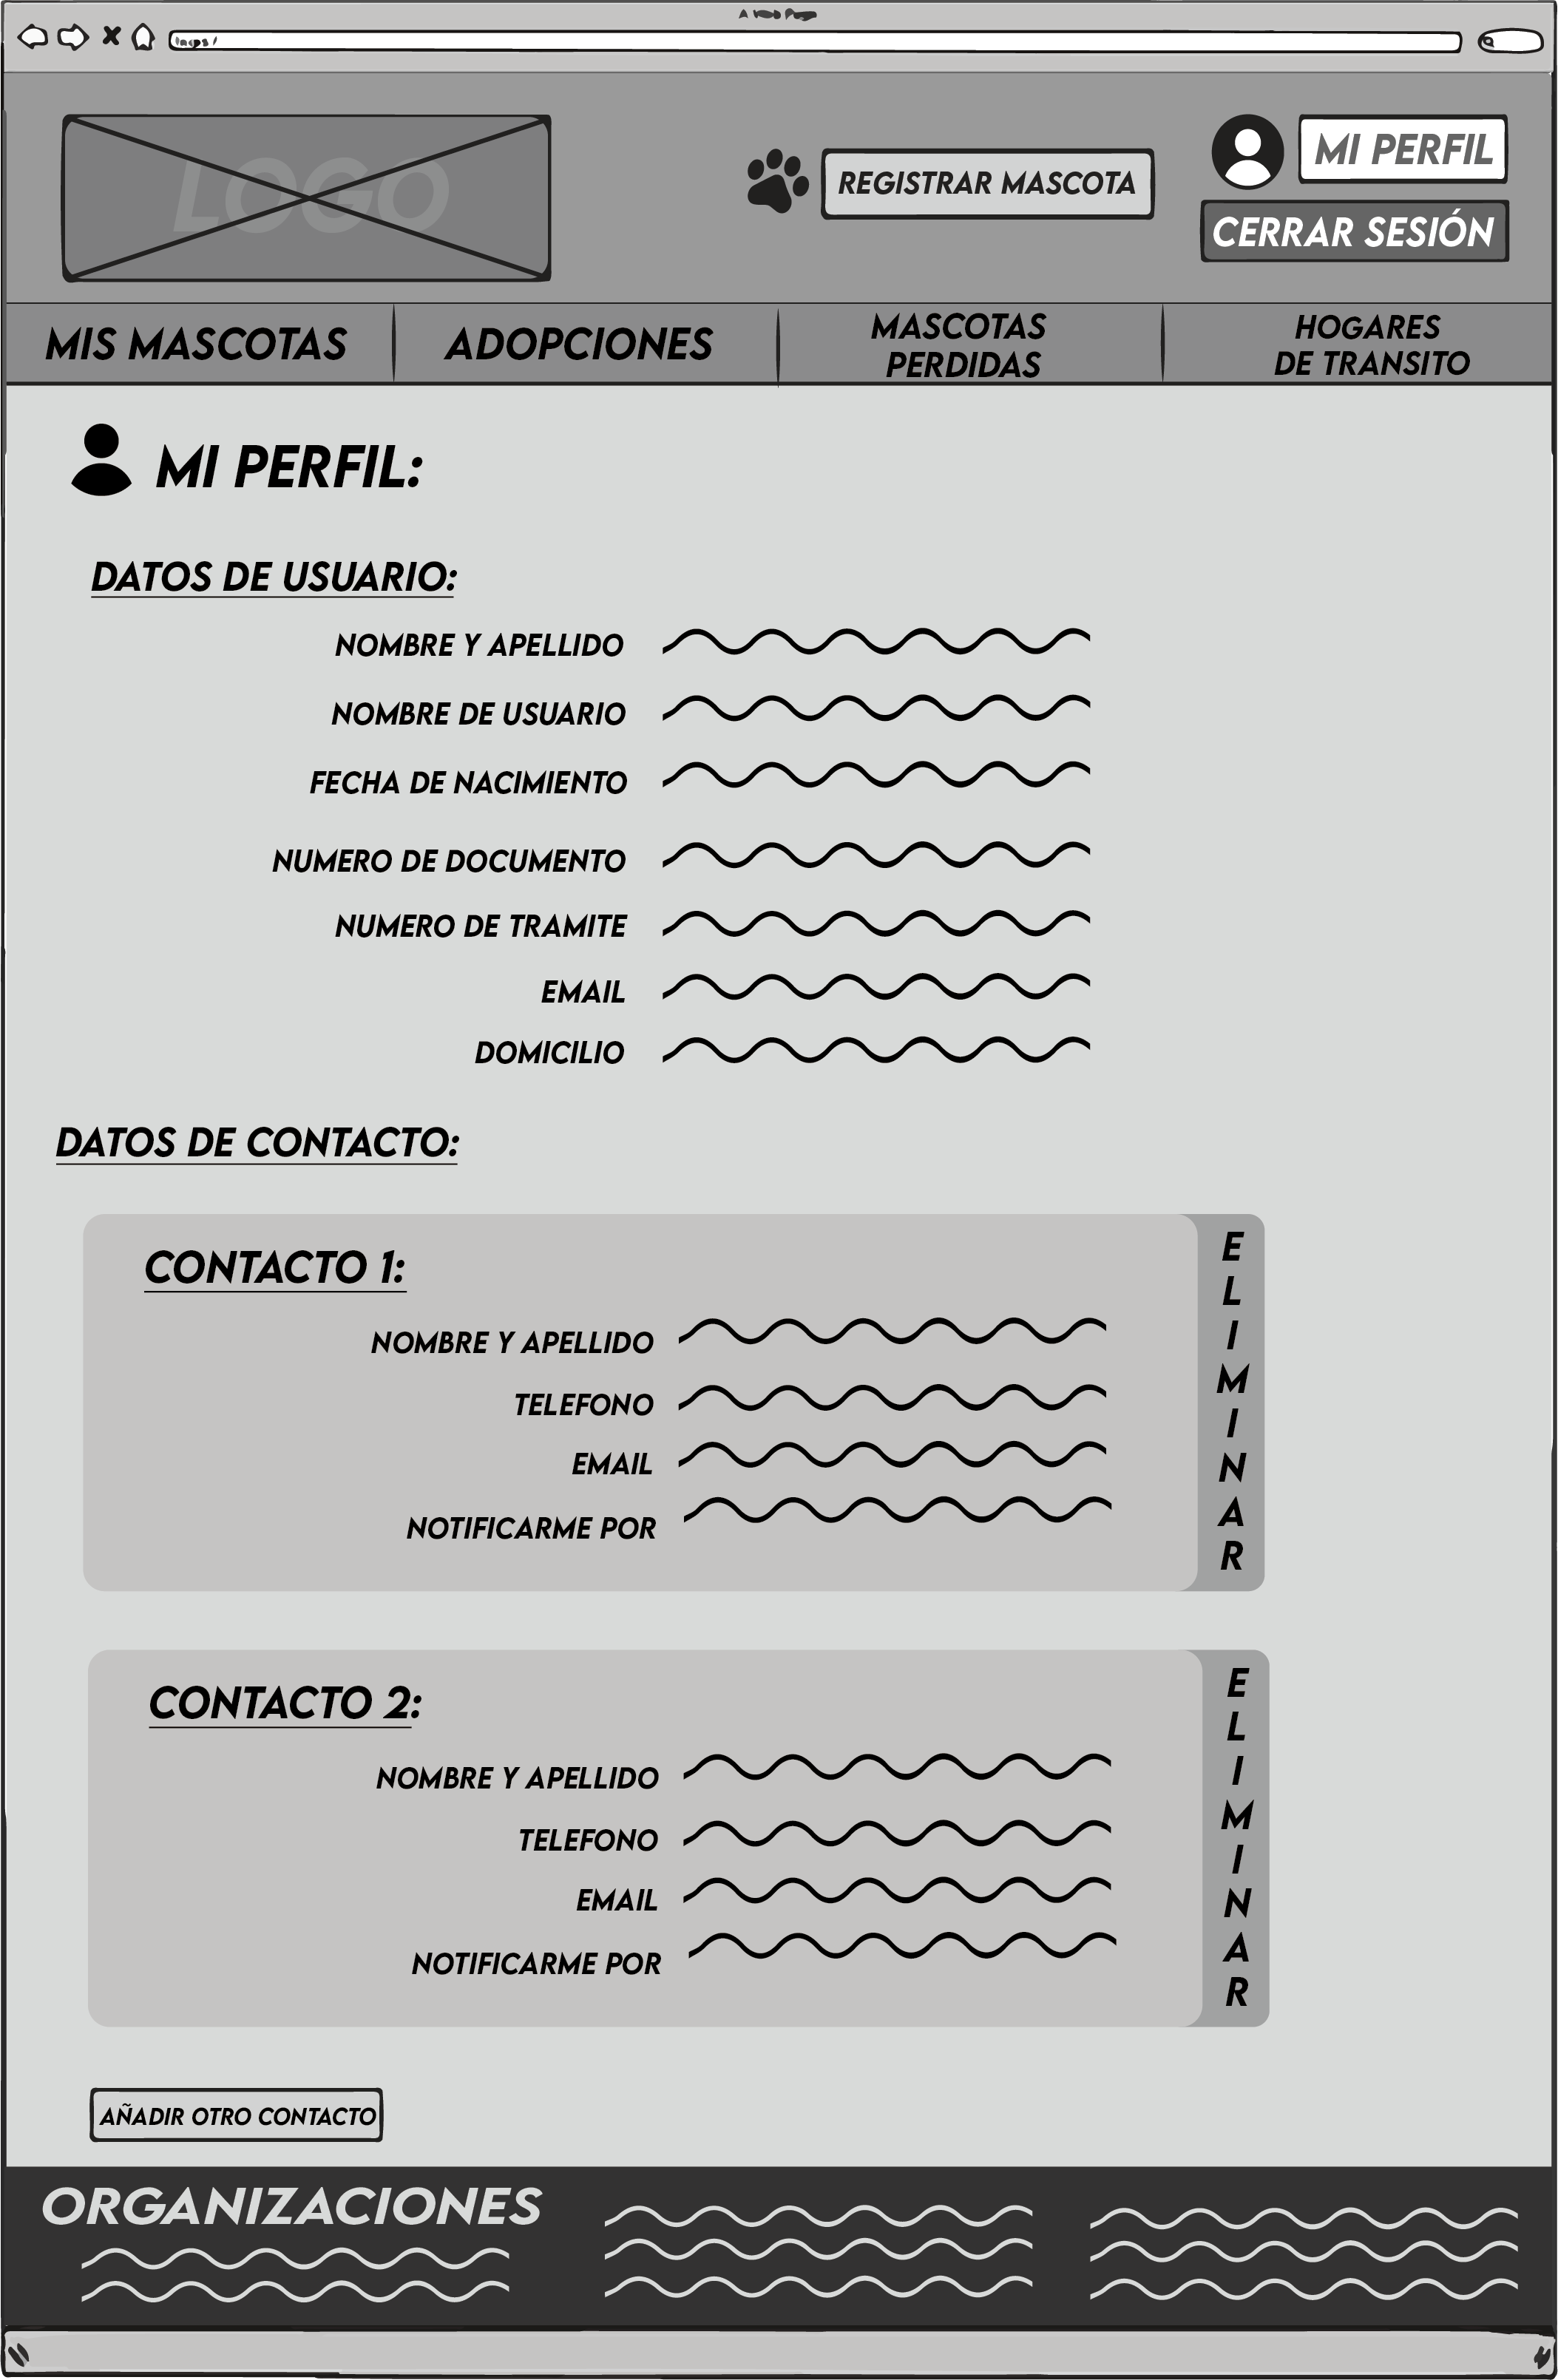 LOGO
REGISTRAR MASCOTA
MI PERFIL
CERRAR SESIÓN
MIS MASCOTAS
ADOPCIONES
MASCOTAS
PERDIDAS
HOGARES
DE TRANSITO
MI PERFIL:
DATOS DE USUARIO:
NOMBRE Y APELLIDO
NOMBRE DE USUARIO
FECHA DE NACIMIENTO
NUMERO DE DOCUMENTO
NUMERO DE TRAMITE
EMAIL
DOMICILIO
DATOS DE CONTACTO:
CONTACTO 1:
NOMBRE Y APELLIDO
TELEFONO
EMAIL
NOTIFICARME POR
ELIMINAR
CONTACTO 2:
NOMBRE Y APELLIDO
TELEFONO
EMAIL
NOTIFICARME POR
ELIMINAR
AÑADIR OTRO CONTACTO
ORGANIZACIONES